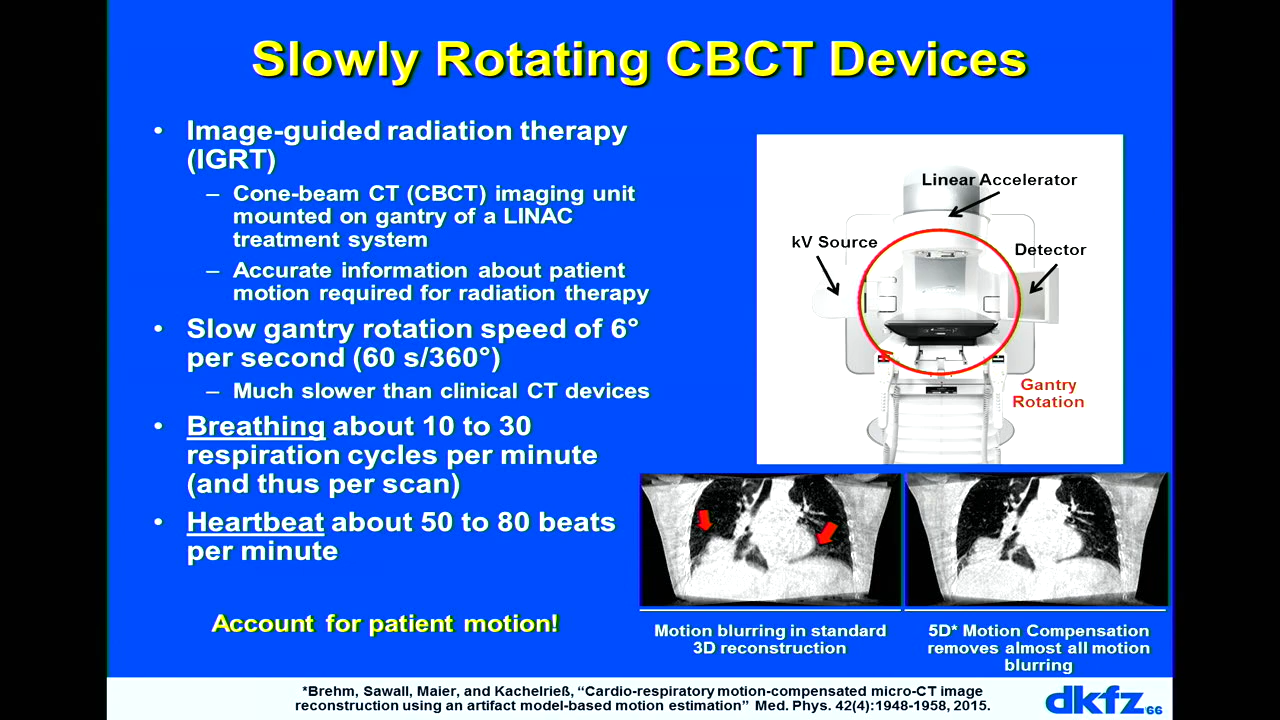 Slowly Rotating CBCT Devices
• Image-guided radiation therapy
(IGRT)
– Cone-beam CT (CBCT) imaging unit
mounted on gantry of a LINAC
treatment system
– Accurate information about patient
motion required for radiation therapy
• Slow gantry rotation speed of 6°
per second (60 s/360°)
– Much slower than clinical CT devices
• Breathing about 10 to 30
respiration cycles per minute
(and thus per scan)
• Heartbeat about 50 to 80 beats
per minute
Account for patient motion!
Linear Accelerator
kV Source
Detector
Gantry
Rotation
Motion blurring in standard
3D reconstruction
5D* Motion Compensation
removes almost all motion
blurring
*Brehm, Sawall, Maier, and Kachelrieß, “Cardio-respiratory motion-compensated micro-CT image
reconstruction using an artifact model-based motion estimation” Med. Phys. 42(4):1948-1958, 2015.
dkfz.
66